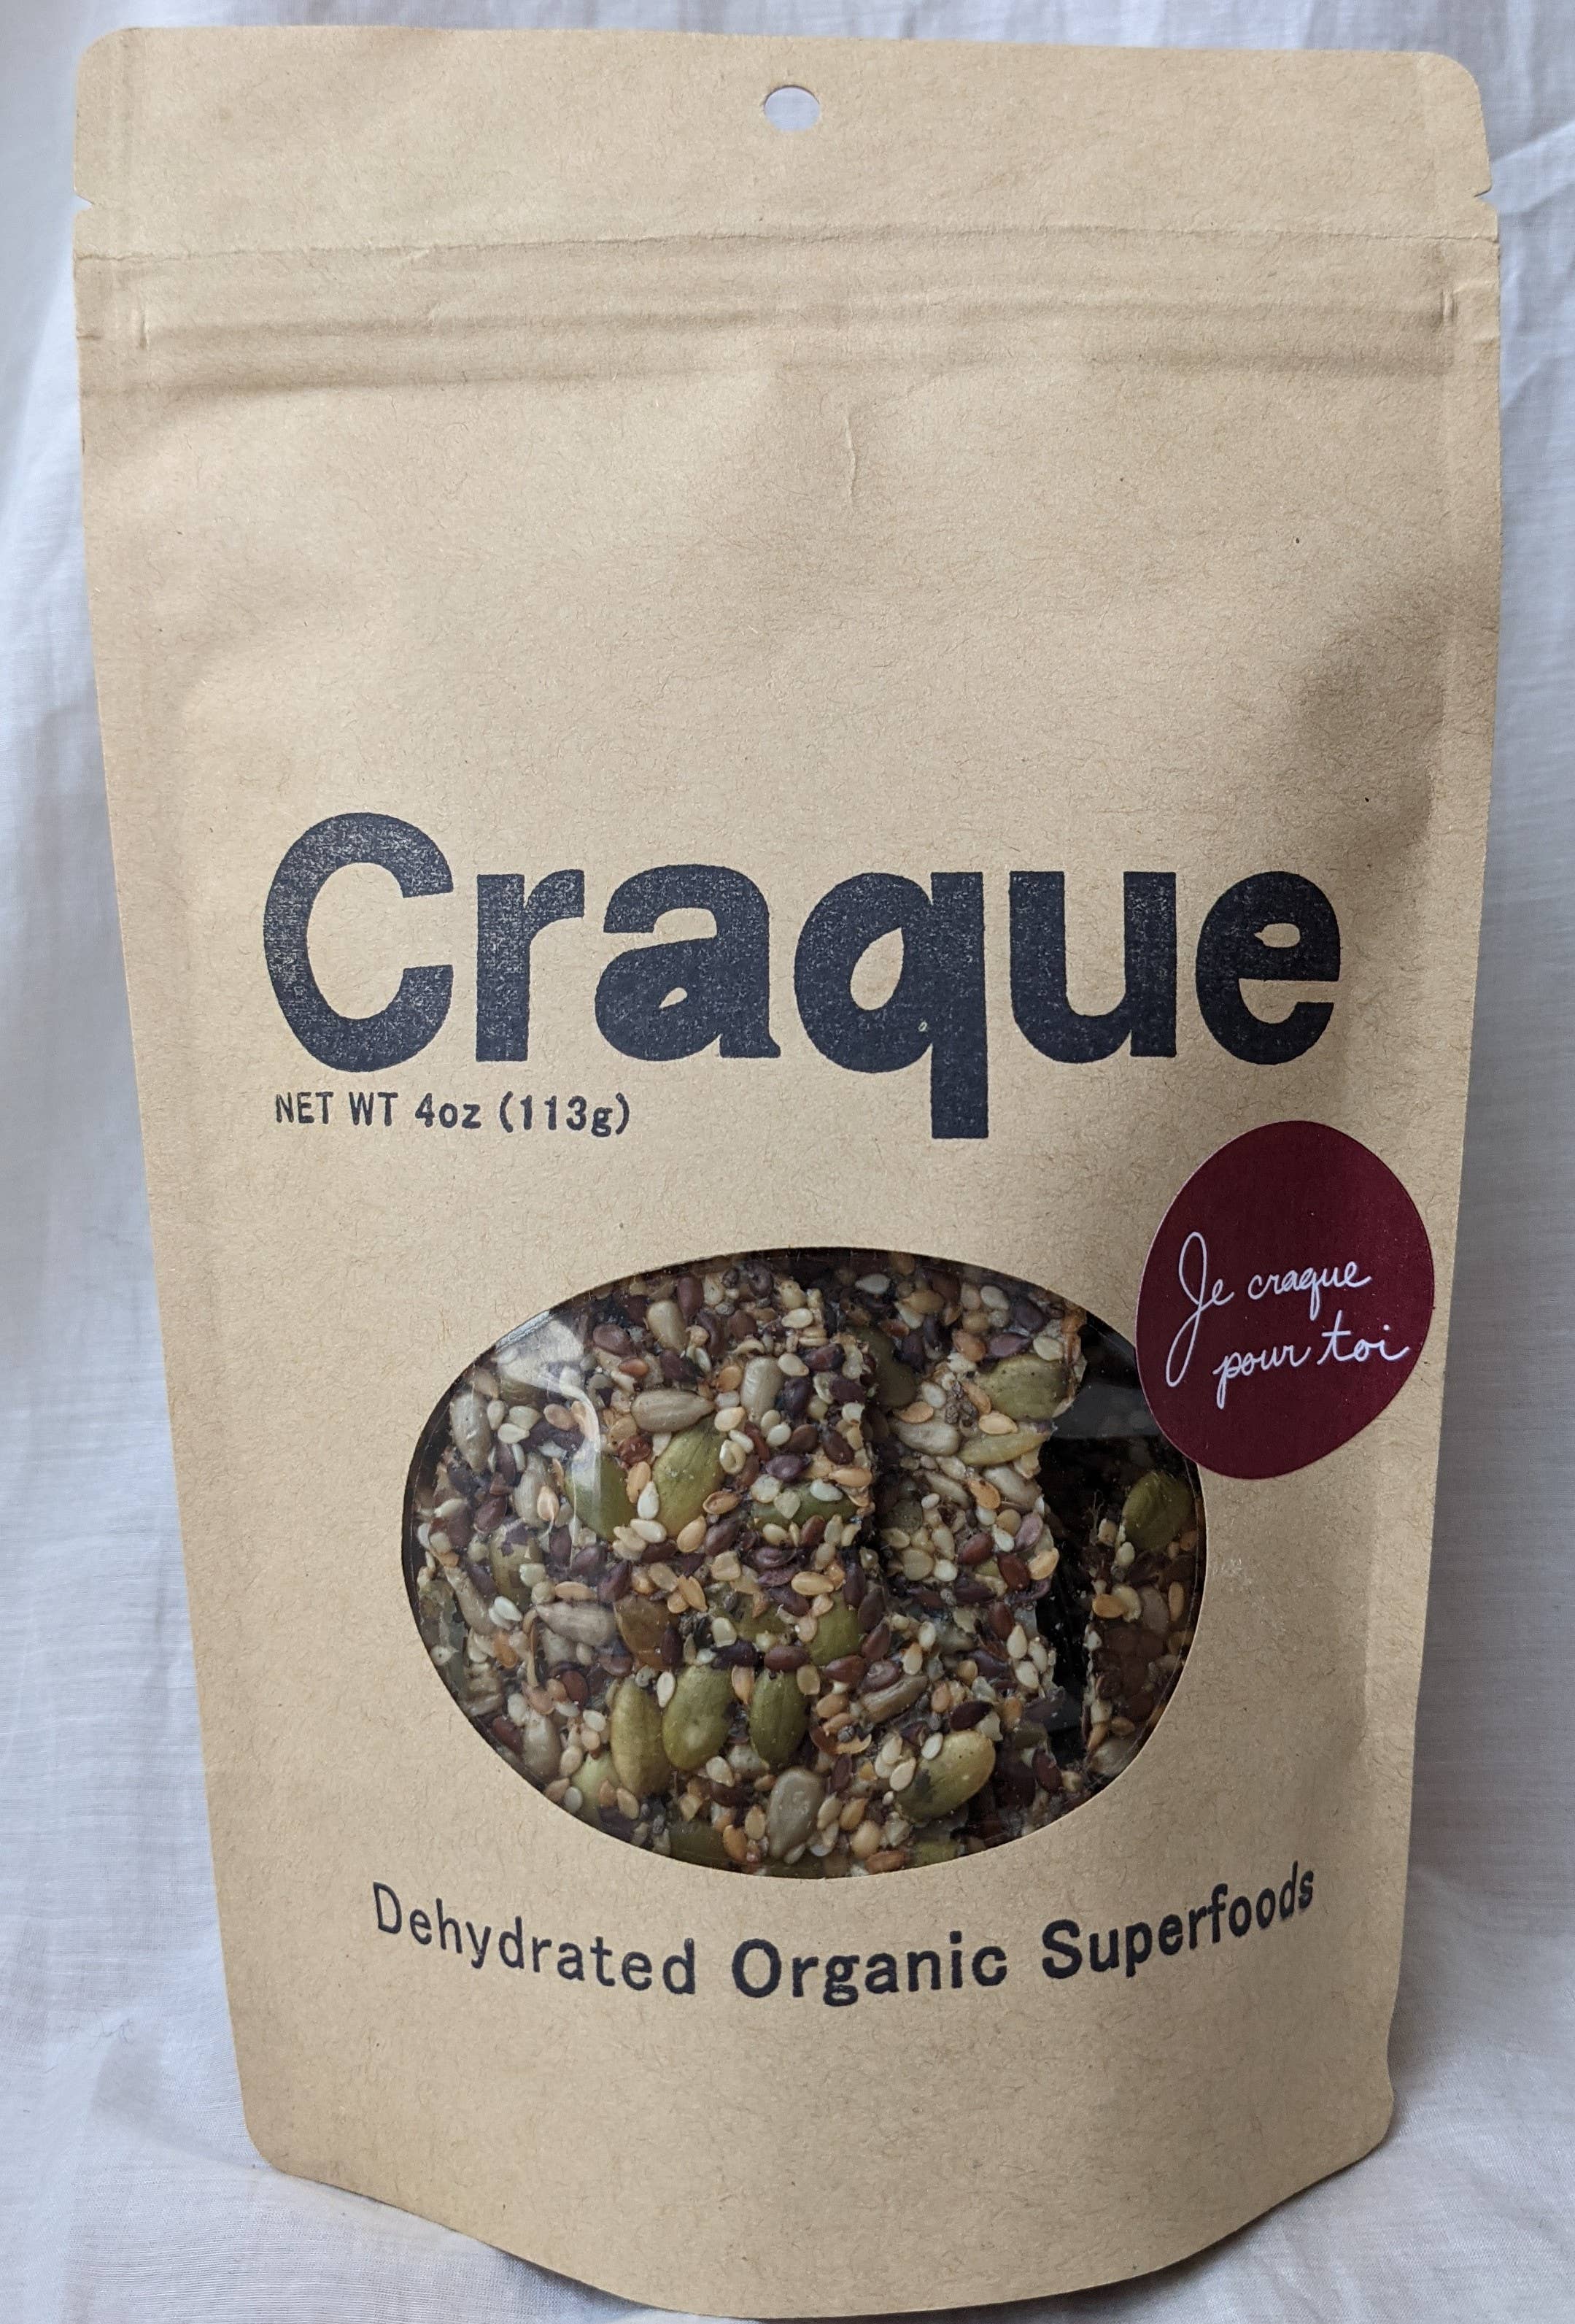 Craque
NET WT 4oz (113g)
Je craque
pour toi
Dehydrated Organic Superfoods